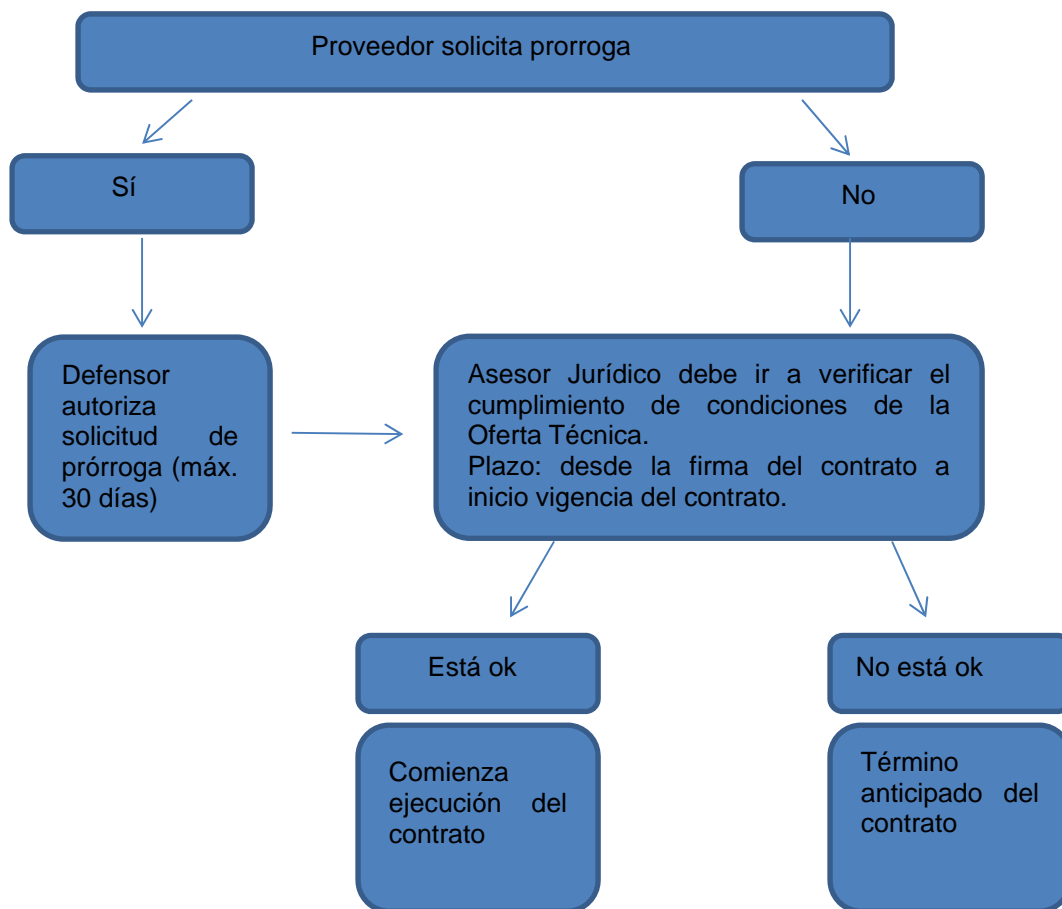 Proveedor solicita prorroga
Sí
No
Defensor
autoriza
solicitud de
prórroga (máx.
30 días)
Asesor Jurídico debe ir a verificar el
cumplimiento de condiciones de la
Oferta Técnica.
Plazo: desde la firma del contrato a
inicio vigencia del contrato.
Está ok
No está ok
Comienza
ejecución del
contrato
Término
anticipado del
contrato